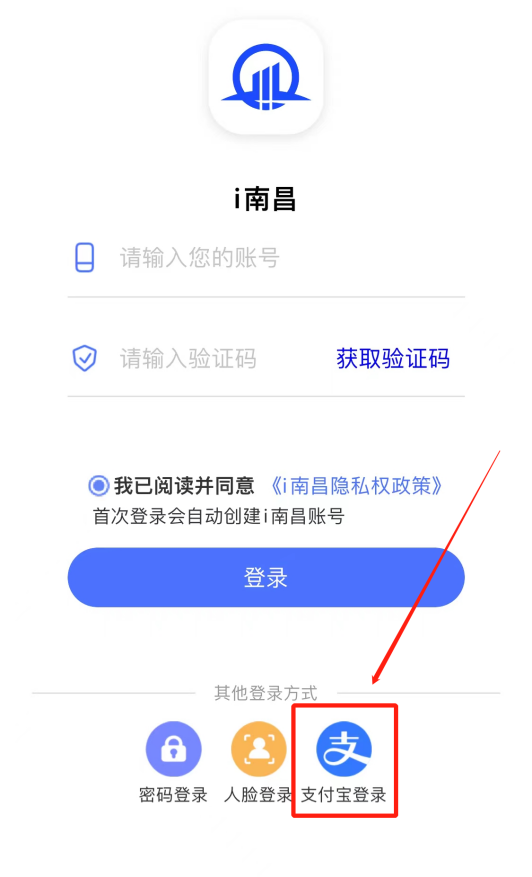 i南昌
请输入您的账号
请输入验证码 获取验证码
我已阅读并同意 《i南昌隐私权政策》
首次登录会自动创建i南昌账号
登录
其他登录方式
支
密码登录 人脸登录 支付宝登录